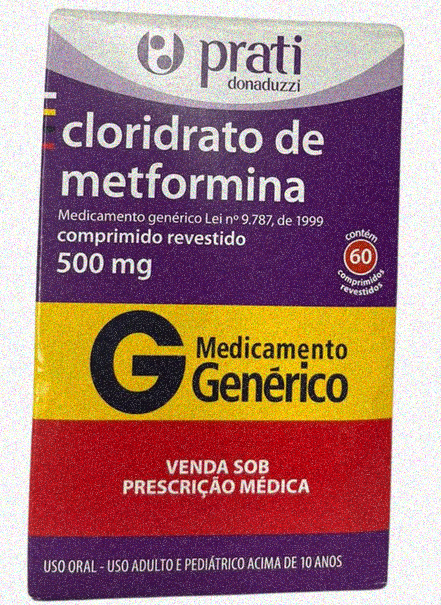 prati
donaduzzi
cloridrato de
metformina
Medicamento genérico Lei nº 9.787, de 1999
comprimido revestido
500 mg
contém
60
comprimidos
revestidos
G Medicamento
Genérico
VENDA SOB
PRESCRIÇÃO MÉDICA
USO ORAL - USO ADULTO E PEDIÁTRICO ACIMA DE 10 ANOS